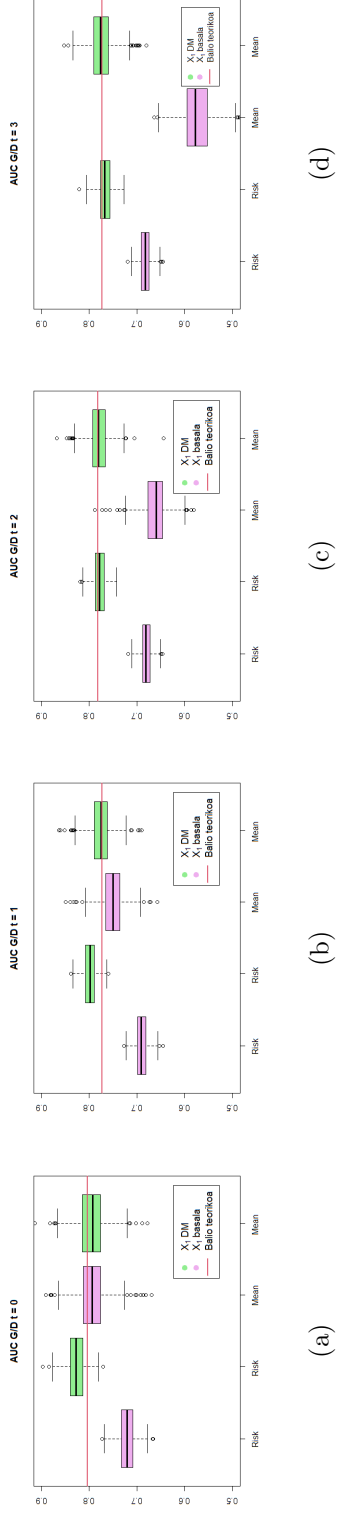 AUC G/D t = 0
0.9
0.8
0.7
0.6
0.5
Risk
Risk
Mean
Mean
X₁ DM
X₁ basala
Balio teorikoa
(a)
AUC G/D t = 1
0.9
0.8
0.7
0.6
0.5
Risk
Risk
Mean
Mean
X₁ DM
X₁ basala
Balio teorikoa
(b)
AUC G/D t = 2
0.9
0.8
0.7
0.6
0.5
Risk
Risk
Mean
Mean
X₁ DM
X₁ basala
Balio teorikoa
(c)
AUC G/D t = 3
0.9
0.8
0.7
0.6
0.5
Risk
Risk
Mean
Mean
X₁ DM
X₁ basala
Balio teorikoa
(d)